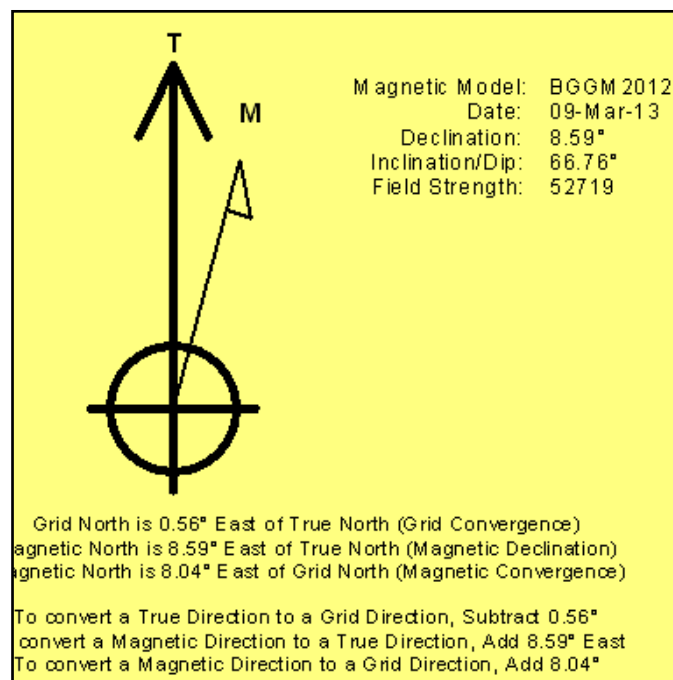 T
M
Magnetic Model: BGGM2012
Date: 09-Mar-13
Declination: 8.59°
Inclination/Dip: 66.76°
Field Strength: 52719
Grid North is 0.56° East of True North (Grid Convergence)
agnetic North is 8.59° East of True North (Magnetic Declination)
agnetic North is 8.04° East of Grid North (Magnetic Convergence)
To convert a True Direction to a Grid Direction, Subtract 0.56°
convert a Magnetic Direction to a True Direction, Add 8.59° East
To convert a Magnetic Direction to a Grid Direction, Add 8.04°